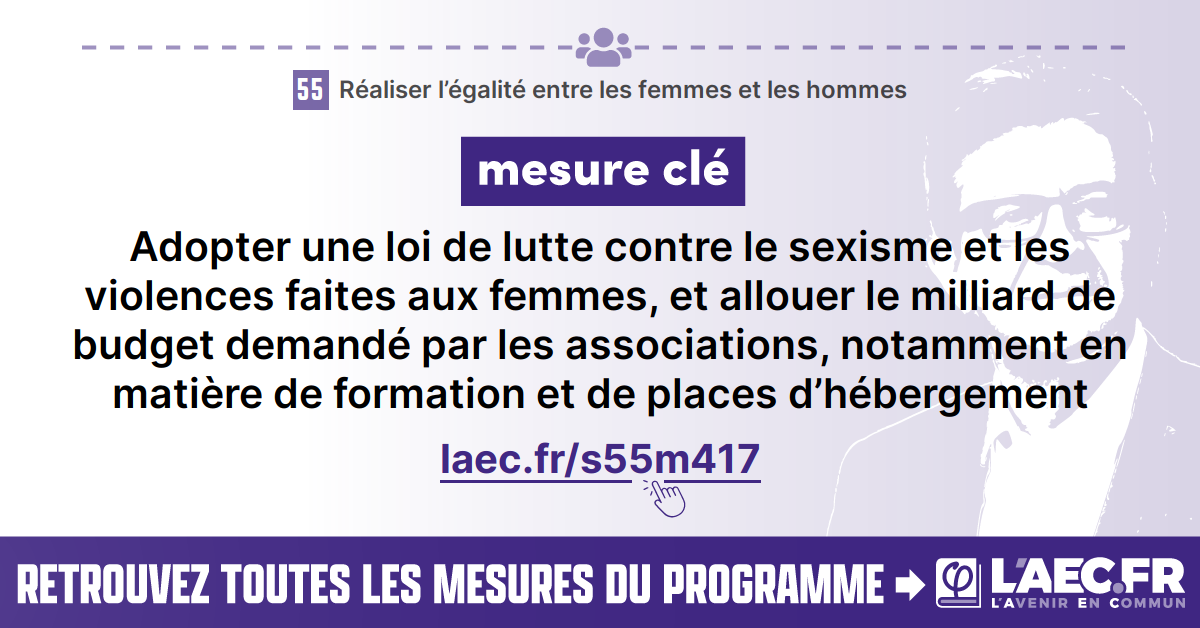 55 Réaliser l’égalité entre les femmes et les hommes
mesure clé
Adopter une loi de lutte contre le sexisme et les
violences faites aux femmes, et allouer le milliard de
budget demandé par les associations, notamment en
matière de formation et de places d’hébergement
laec.fr/s55m417
RETROUVEZ TOUTES LES MESURES DU PROGRAMME ➔ φ L'AEC.FR
L'AVENIR EN COMMUN